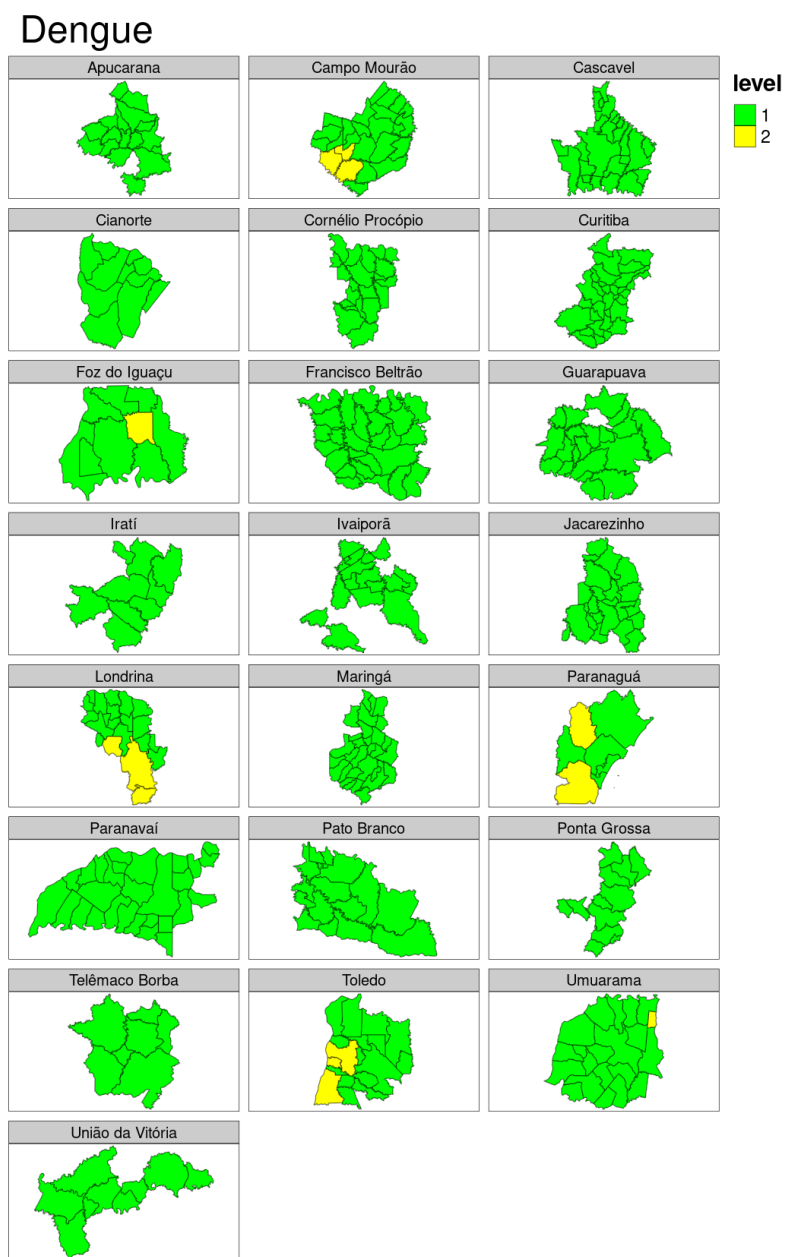 Dengue
Apucarana
Campo Mourão
Cascavel
level
1
2
Cianorte
Cornélio Procópio
Curitiba
Foz do Iguaçu
Francisco Beltrão
Guarapuava
Iratí
Ivaiporã
Jacarezinho
Londrina
Maringá
Paranaguá
Paranavaí
Pato Branco
Ponta Grossa
Telêmaco Borba
Toledo
Umuarama
União da Vitória